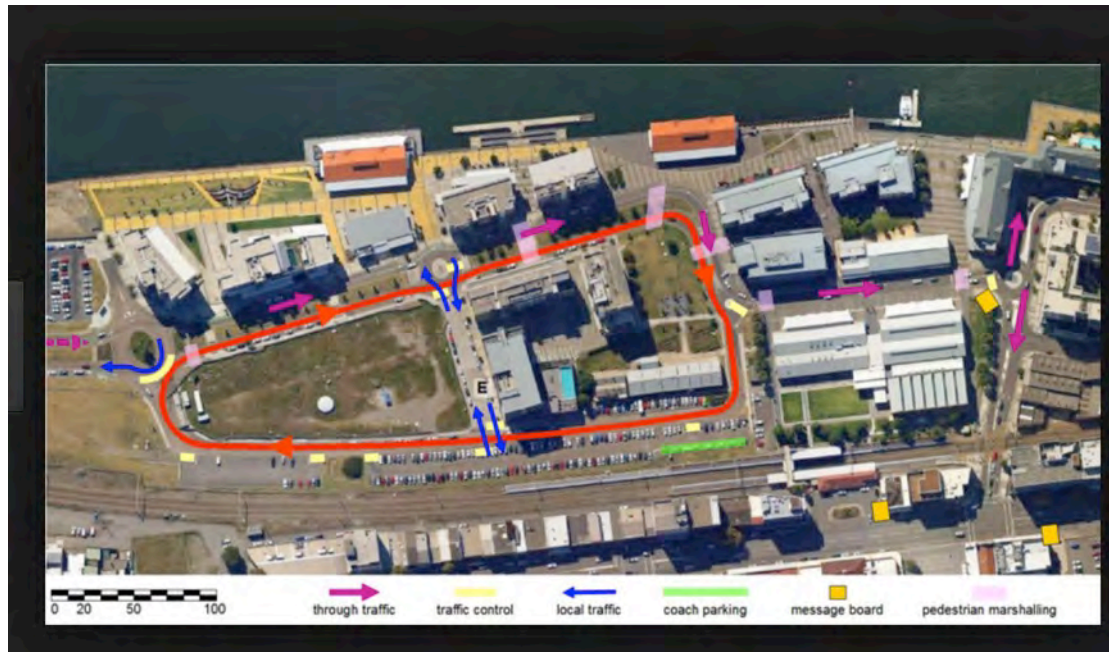 E
0 20 50 100
through traffic
traffic control
local traffic
coach parking
message board
pedestrian marshalling